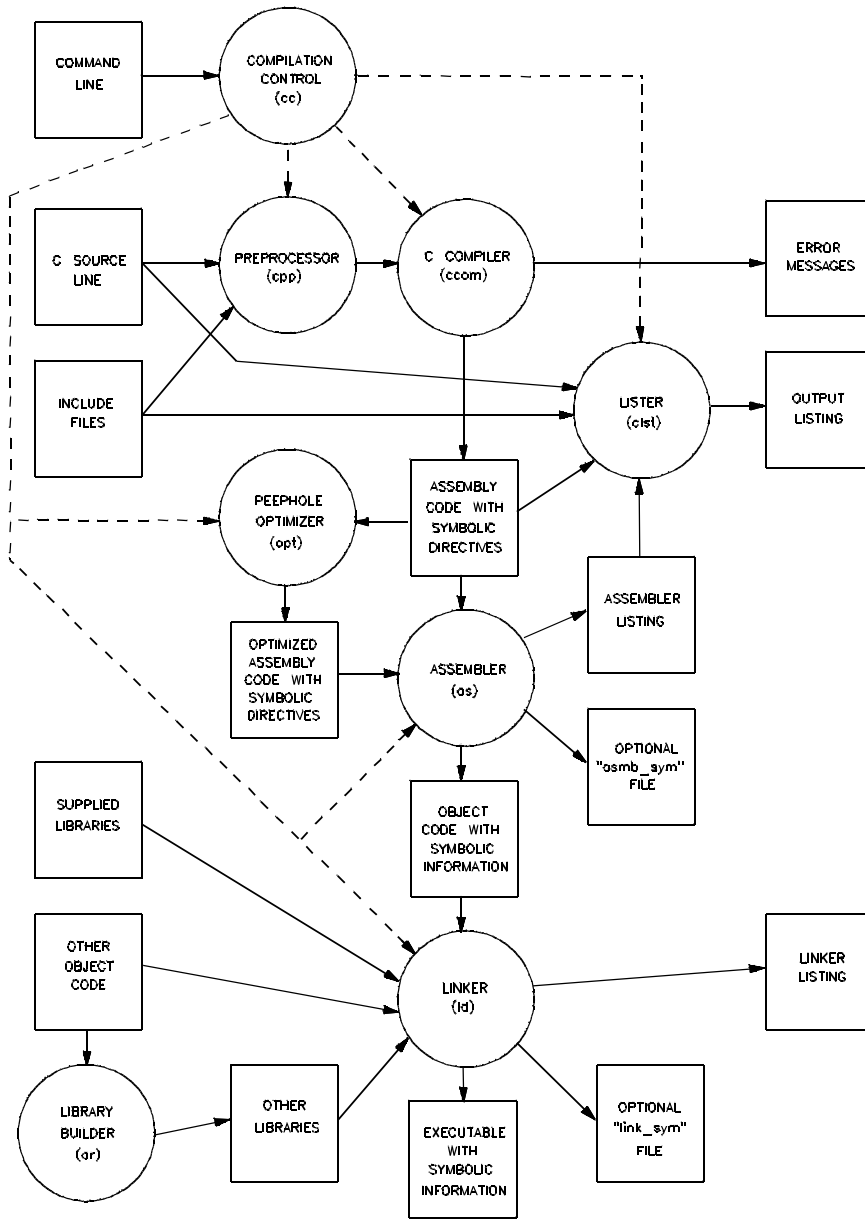 COMMAND
LINE
COMPILATION
CONTROL
(cc)
C SOURCE
LINE
PREPROCESSOR
(cpp)
C COMPILER
(ccom)
ERROR
MESSAGES
INCLUDE
FILES
LISTER
(clst)
OUTPUT
LISTING
PEEPHOLE
OPTIMIZER
(opt)
ASSEMBLY
CODE WITH
SYMBOLIC
DIRECTIVES
ASSEMBLER
LISTING
OPTIMIZED
ASSEMBLY
CODE WITH
SYMBOLIC
DIRECTIVES
ASSEMBLER
(as)
OPTIONAL
"asmb_sym"
FILE
SUPPLIED
LIBRARIES
OBJECT
CODE WITH
SYMBOLIC
INFORMATION
OTHER
OBJECT
CODE
LINKER
(ld)
LINKER
LISTING
LIBRARY
BUILDER
(ar)
OTHER
LIBRARIES
EXECUTABLE
WITH
SYMBOLIC
INFORMATION
OPTIONAL
"link_sym"
FILE